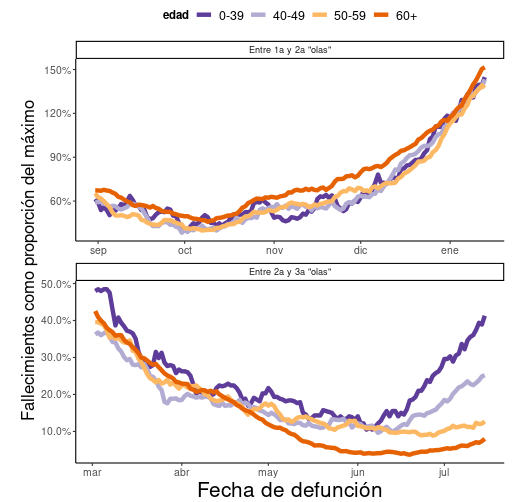 edad 0-39 40-49 50-59 60+
Entre 1a y 2a "olas"
150%
120%
90%
60%
sep oct nov dic ene
Entre 2a y 3a "olas"
50.0%
40.0%
30.0%
20.0%
10.0%
mar abr may jun jul
Fecha de defunción
Fallecimientos como proporción del máximo